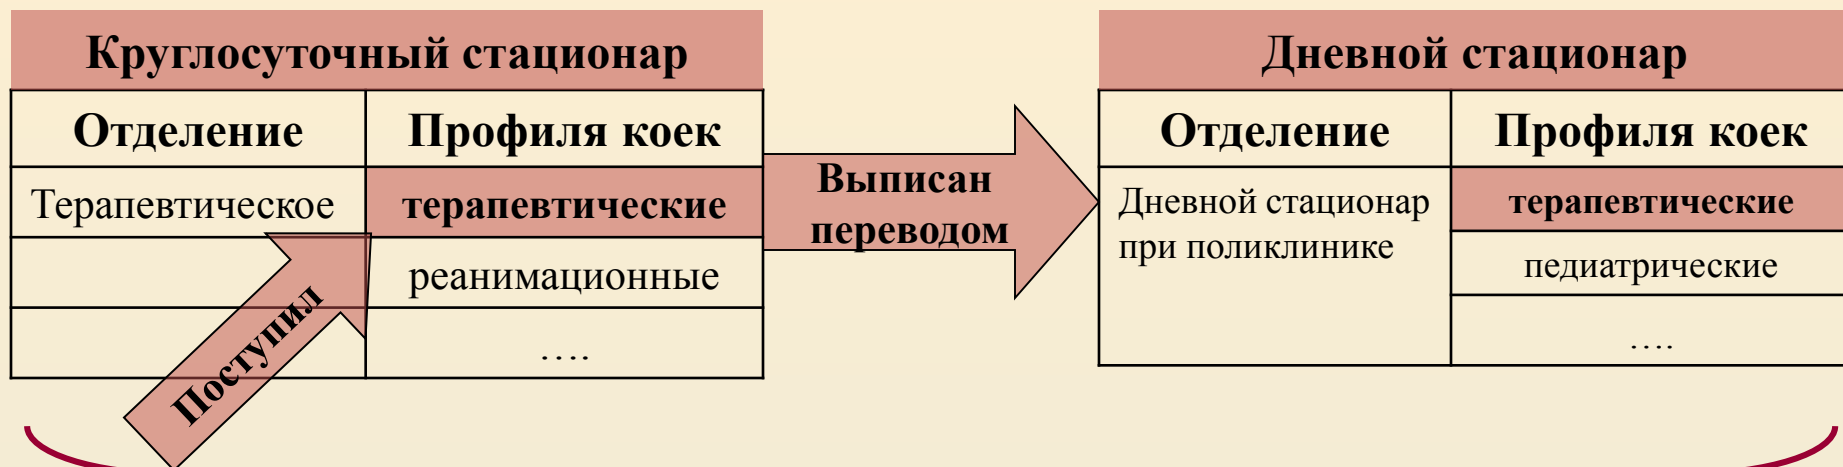 Круглосуточный стационар
Отделение Профиля коек
Терапевтическое терапевтические
реанимационные
….
Поступил
Выписан
переводом
Дневной стационар
Отделение Профиля коек
Дневной стационар
при поликлинике
терапевтические
педиатрические
….